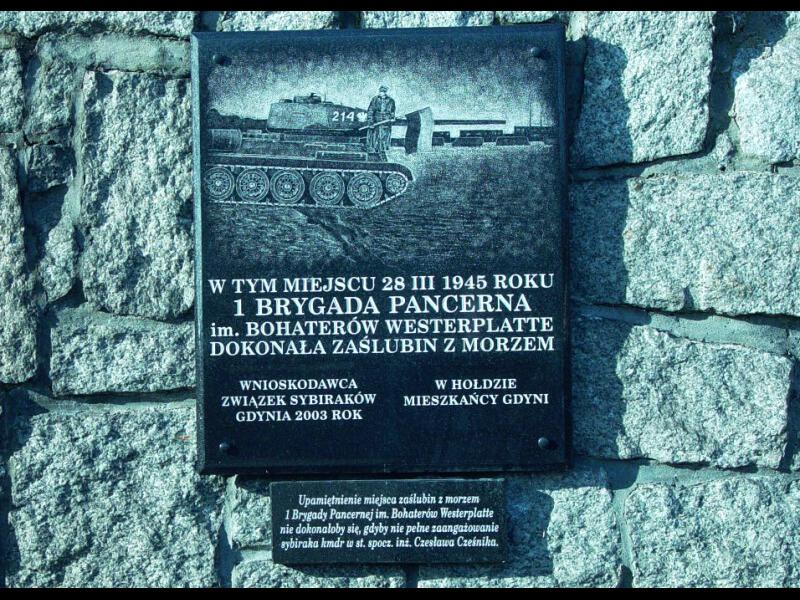 214
W TYM MIEJSCU 28 III 1945 ROKU
1 BRYGADA PANCERNA
im. BOHATERÓW WESTERPLATTE
DOKONAŁA ZAŚLUBIN Z MORZEM
WNIOSKODAWCA
ZWIĄZEK SYBIRAKÓW
GDYNIA 2003 ROK
W HOŁDZIE
MIESZKAŃCY GDYNI
Upamiętnienie miejsca zaślubin z morzem
1 Brygady Pancernej im. Bohaterów Westerplatte
nie dokonałoby się, gdyby nie pełne zaangażowanie
sybiraka kmdr w st. spocz. inż. Czesława Cześnika.